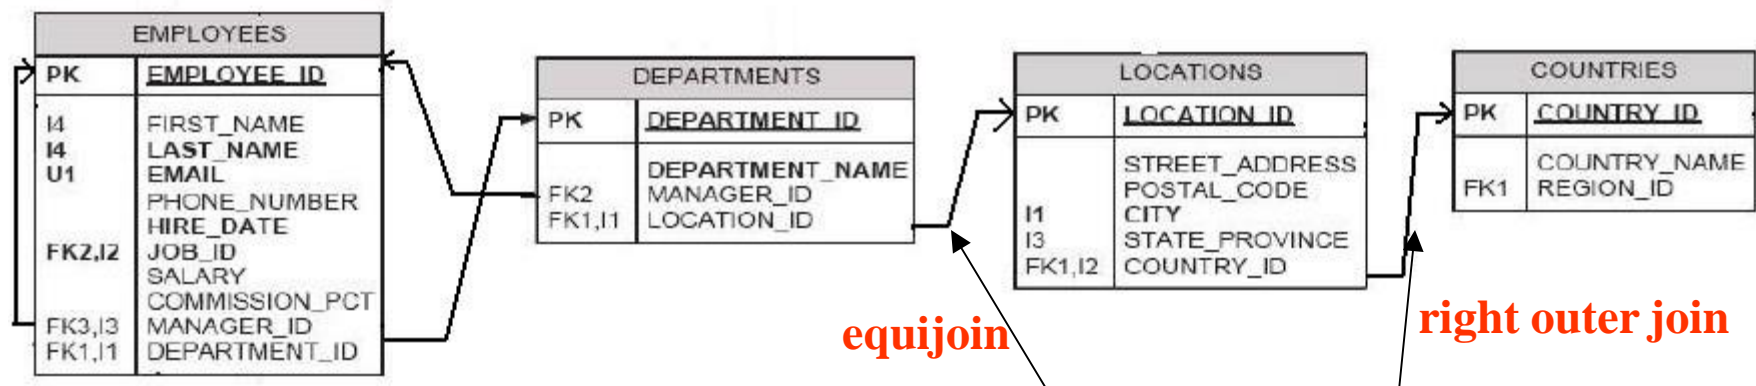 EMPLOYEES
PK EMPLOYEE_ID
I4 FIRST_NAME
I4 LAST_NAME
U1 EMAIL
PHONE_NUMBER
HIRE_DATE
FK2,I2 JOB_ID
SALARY
COMMISSION_PCT
FK3,I3 MANAGER_ID
FK1,I1 DEPARTMENT_ID
DEPARTMENTS
PK DEPARTMENT_ID
DEPARTMENT_NAME
FK2 MANAGER_ID
FK1,I1 LOCATION_ID
LOCATIONS
PK LOCATION_ID
STREET_ADDRESS
POSTAL_CODE
I1 CITY
I3 STATE_PROVINCE
FK1,I2 COUNTRY_ID
COUNTRIES
PK COUNTRY_ID
COUNTRY_NAME
FK1 REGION_ID
equijoin
right outer join